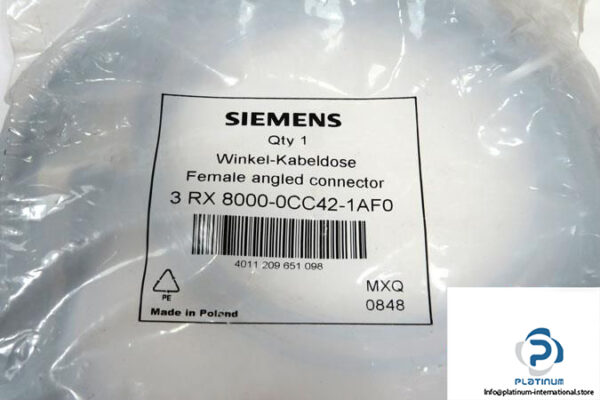 SIEMENS
Qty 1
Winkel-Kabeldose
Female angled connector
3 RX 8000-0CC42-1AF0
4011 209 651 098
PE
MXQ
0848
Made in Poland
PLATINUM
info@platinum-international.store